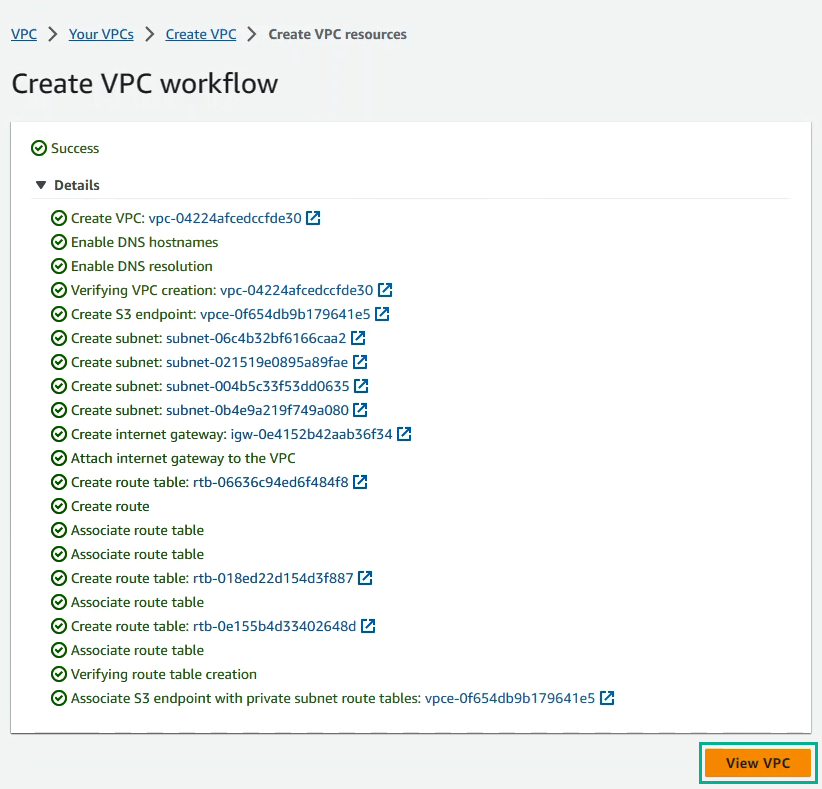 VPC > Your VPCs > Create VPC > Create VPC resources
Create VPC workflow
Success
Details
Create VPC: vpc-04224afcedccfde30
Enable DNS hostnames
Enable DNS resolution
Verifying VPC creation: vpc-04224afcedccfde30
Create S3 endpoint: vpce-0f654db9b179641e5
Create subnet: subnet-06c4b32bf6166caa2
Create subnet: subnet-021519e0895a89fae
Create subnet: subnet-004b5c33f53dd0635
Create subnet: subnet-0b4e9a219f749a080
Create internet gateway: igw-0e4152b42aab36f34
Attach internet gateway to the VPC
Create route table: rtb-06636c94ed6f484f8
Create route
Associate route table
Associate route table
Create route table: rtb-018ed22d154d3f887
Associate route table
Create route table: rtb-0e155b4d33402648d
Associate route table
Verifying route table creation
Associate S3 endpoint with private subnet route tables: vpce-0f654db9b179641e5
View VPC